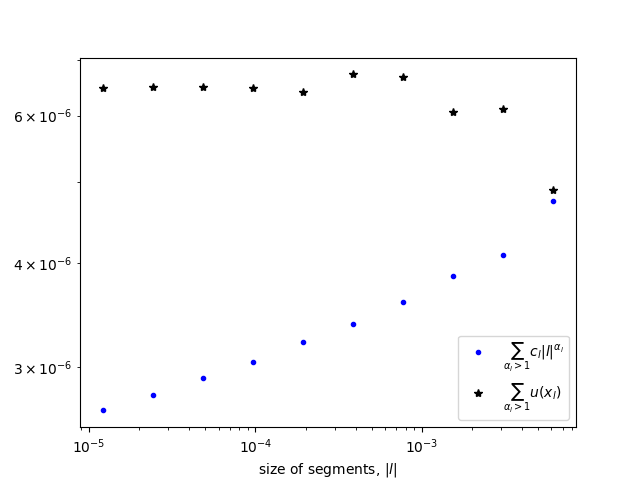 6 × 10⁻⁶
4 × 10⁻⁶
3 × 10⁻⁶
10⁻⁵ 10⁻⁴ 10⁻³
size of segments, |l|
∑_{α_l>1} c_l|l|^{α_l}
∑_{α_l>1} u(x_l)